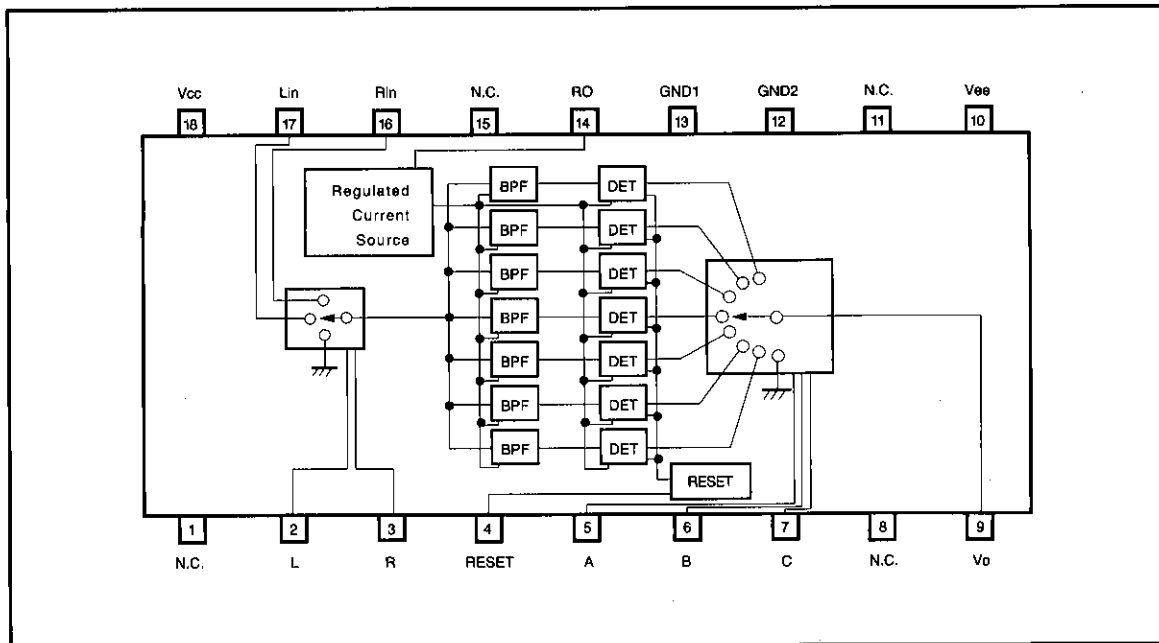 Vcc Lin Rin N.C. RO GND1 GND2 N.C. Vee
18 17 16 15 14 13 12 11 10
Regulated
Current
Source
BPF DET
BPF DET
BPF DET
BPF DET
BPF DET
BPF DET
BPF DET
RESET
1 2 3 4 5 6 7 8 9
N.C. L R RESET A B C N.C. Vo